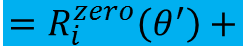 = R_i^{zero}(θ′) +